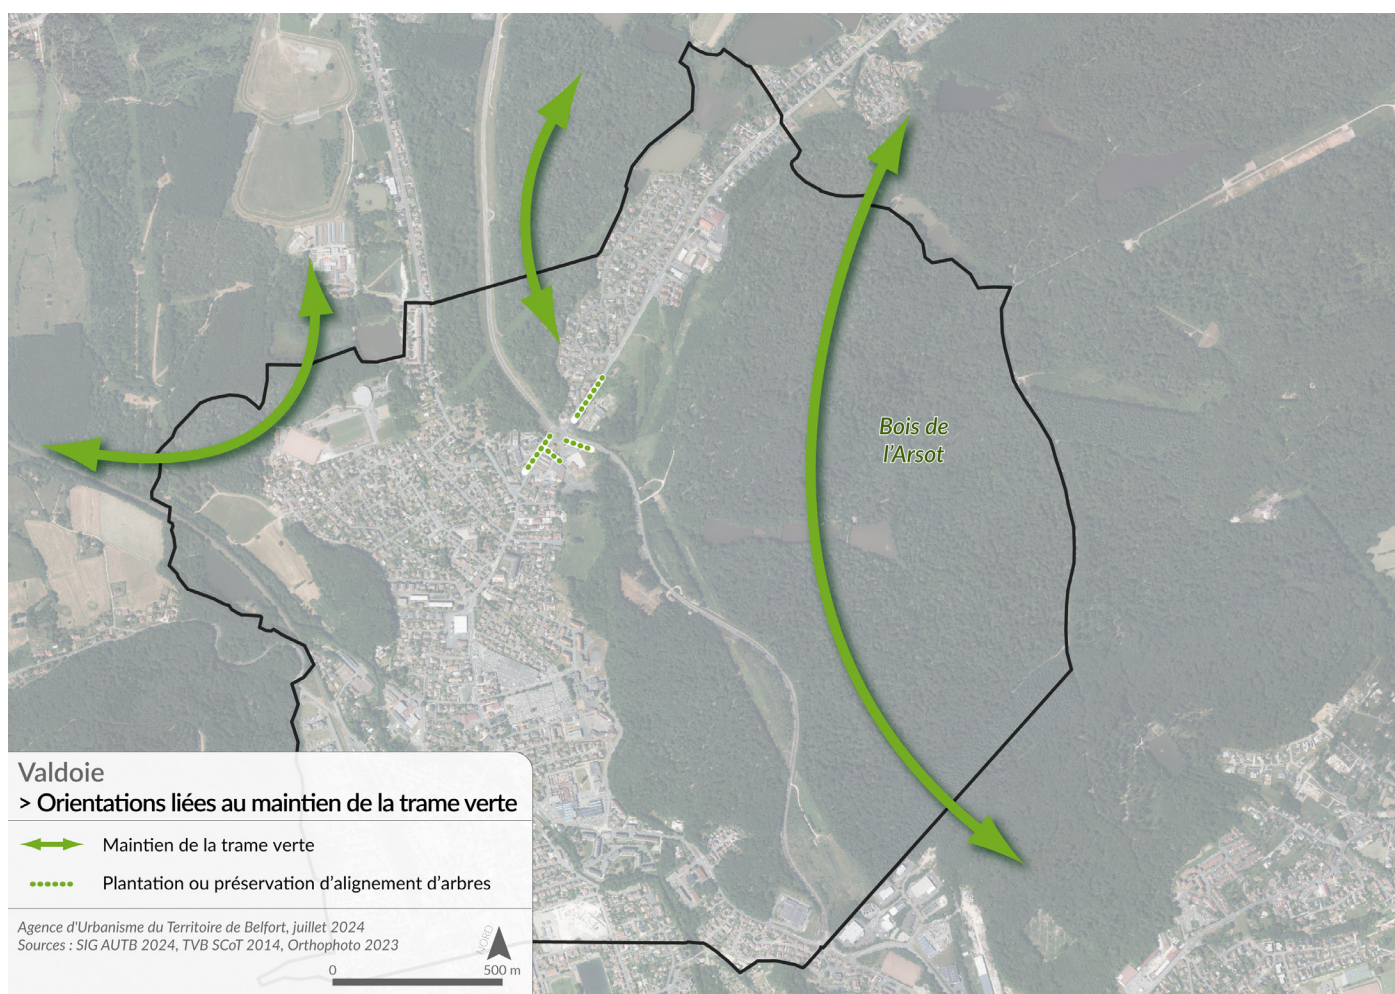 Bois de
l'Arsot
Valdoie
> Orientations liées au maintien de la trame verte
Maintien de la trame verte
Plantation ou préservation d'alignement d'arbres
Agence d'Urbanisme du Territoire de Belfort, juillet 2024
Sources : SIG AUTB 2024, TVB SCoT 2014, Orthophoto 2023
NORD
0 500 m